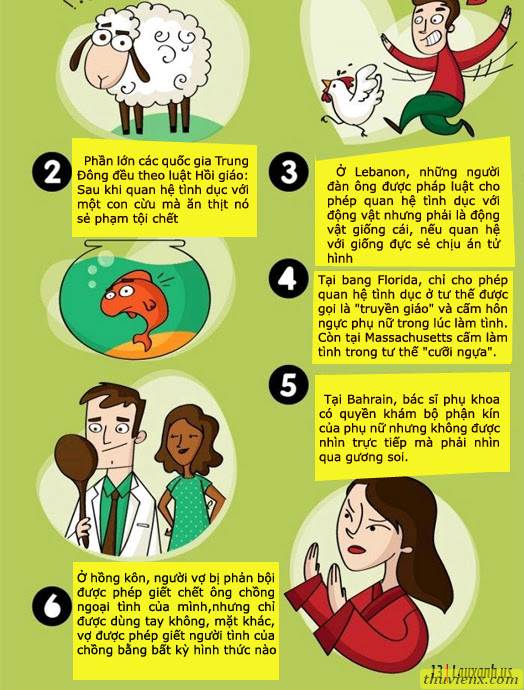 2
Phần lớn các quốc gia Trung
Đông đều theo luật Hồi giáo:
Sau khi quan hệ tình dục với
một con cừu mà ăn thịt nó
sẻ phạm tội chết
3
Ở Lebanon, những người
đàn ông được pháp luật cho
phép quan hệ tình dục với
động vật nhưng phải là động
vật giống cái, nếu quan hệ
với giống đực sẻ chịu án tử
hình
4
Tại bang Florida, chỉ cho phép
quan hệ tình dục ở tư thế được
gọi là "truyền giáo" và cấm hôn
ngực phụ nữ trong lúc làm tình.
Còn tại Massachusetts cấm làm
tình trong tư thế "cưỡi ngựa".
5
Tại Bahrain, bác sĩ phụ khoa
có quyền khám bộ phận kín
của phụ nữ nhưng không được
nhìn trực tiếp mà phải nhìn
qua gương soi.
6
Ở hồng kôn, người vợ bị phản bội
được phép giết chết ông chồng
ngoại tình của mình,nhưng chỉ
được dùng tay không, mặt khác,
vợ được phép giết người tình của
chồng bằng bất kỳ hình thức nào
thuvienx.com